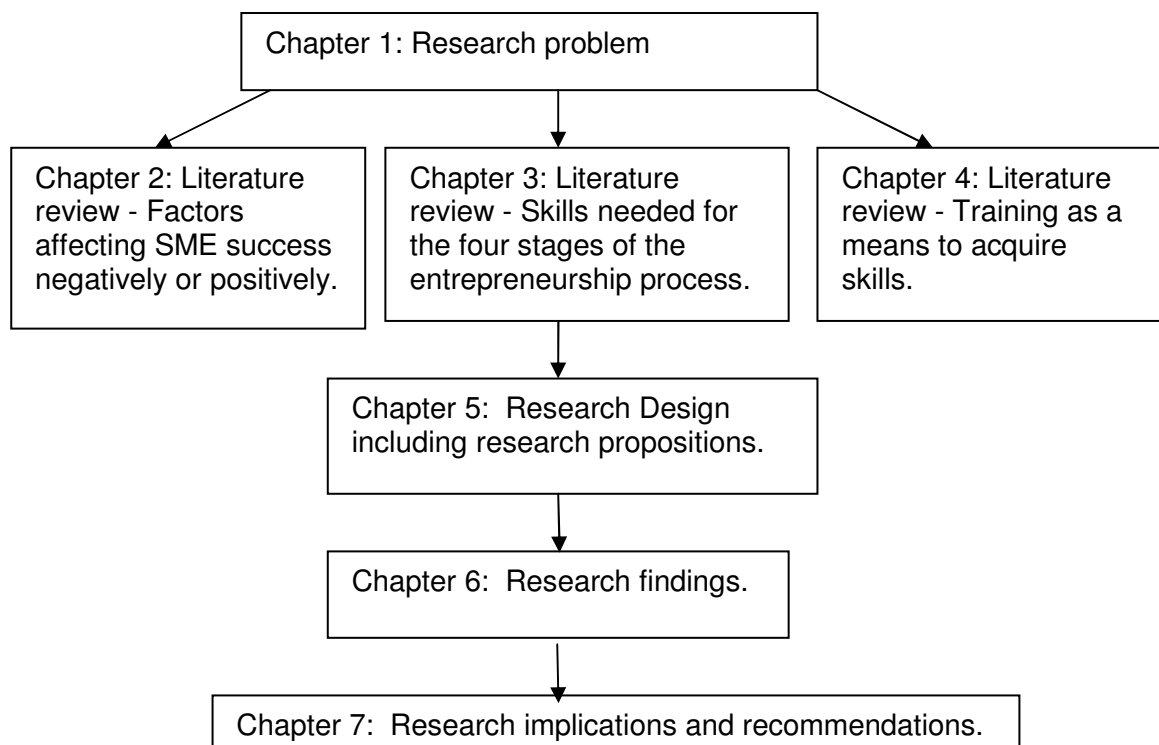 Chapter 1: Research problem
Chapter 2: Literature
review - Factors
affecting SME success
negatively or positively.
Chapter 3: Literature
review - Skills needed for
the four stages of the
entrepreneurship process.
Chapter 4: Literature
review - Training as a
means to acquire
skills.
Chapter 5:  Research Design
including research propositions.
Chapter 6:  Research findings.
Chapter 7:  Research implications and recommendations.